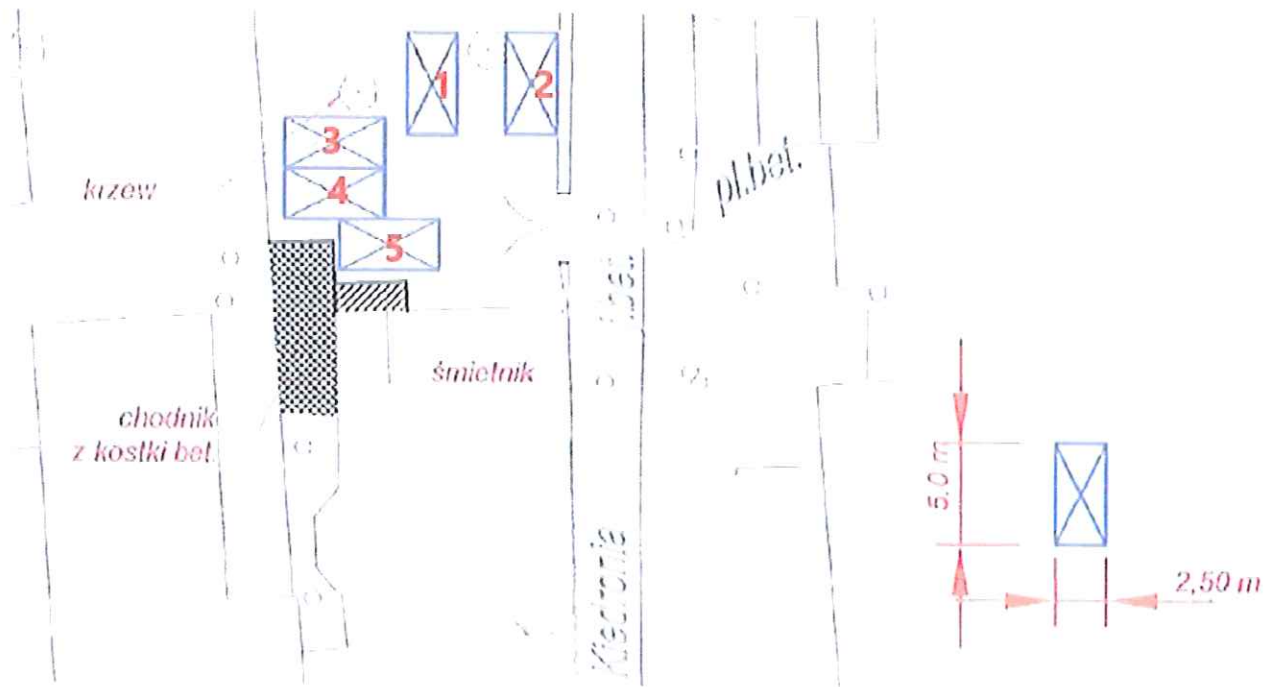 1
2
3
krzew
4
pl.bet.
5
śmietnik
chodnik
z kostki bet.
5.0 m
2,50 m